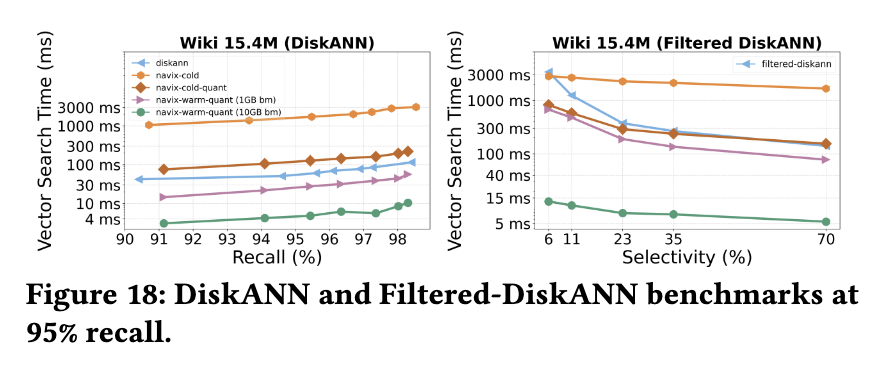 Wiki 15.4M (DiskANN)
Vector Search Time (ms)
diskann
navix-cold
navix-cold-quant
navix-warm-quant (1GB bm)
navix-warm-quant (10GB bm)
3000 ms
1000 ms
300 ms
100 ms
30 ms
10 ms
4 ms
90 91 92 93 94 95 96 97 98
Recall (%)
Wiki 15.4M (Filtered DiskANN)
Vector Search Time (ms)
filtered-diskann
3000 ms
1000 ms
300 ms
100 ms
40 ms
15 ms
5 ms
6 11 23 35 70
Selectivity (%)
Figure 18: DiskANN and Filtered-DiskANN benchmarks at
95% recall.